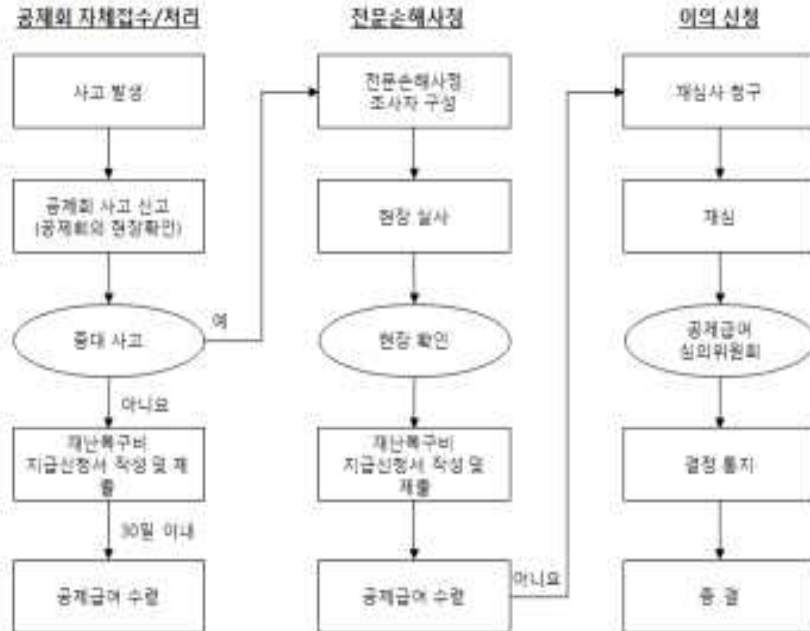 공제회 자체접수/처리
사고 발생
공제회 사고 신고
(공제회의 현장확인)
중대 사고
예
아니요
재난복구비
지급신청서 작성 및 제
출
30일 이내
공제급여 수령
전문손해사정
전문손해사정
조사자 구성
현장 실사
현장 확인
재난복구비
지급신청서 작성 및
제출
공제급여 수령
아니요
이의 신청
재심사 청구
재심
공제급여
심의위원회
결정 통지
종 결